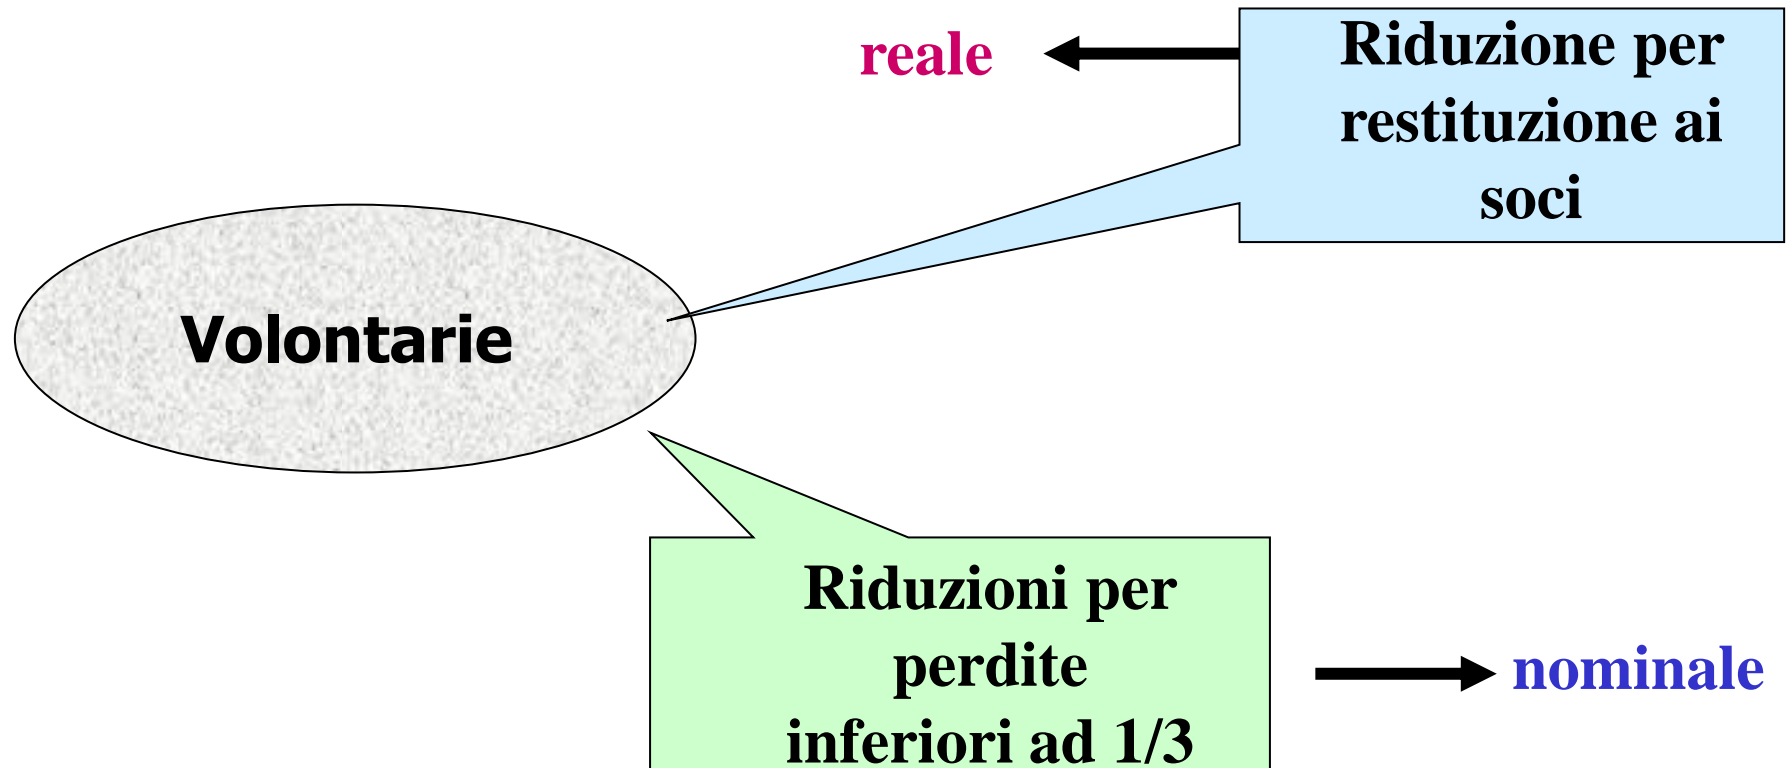 reale
Riduzione per
restituzione ai
soci
Volontarie
Riduzioni per
perdite
inferiori ad 1/3
nominale